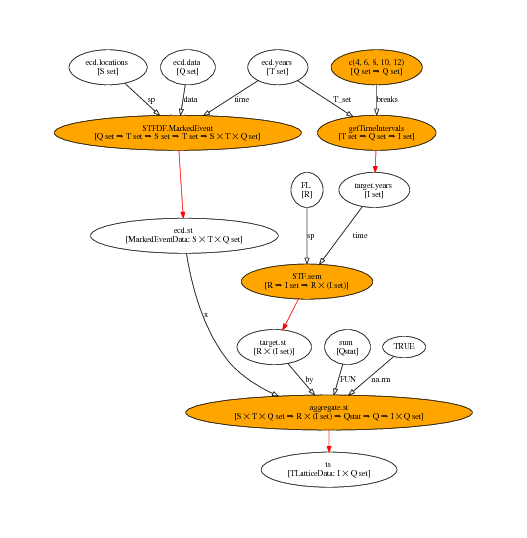 ecd.locations
[S set]
ecd.data
[Q set]
ecd.years
[T set]
c(4, 6, 8, 10, 12)
[Q set ⇒ Q set]
sp
data
time
T_set
breaks
STFDF.MarkedEvent
[Q set ⇒ T set ⇒ S set ⇒ T set ⇒ S × T × Q set]
getTimeIntervals
[T set ⇒ Q set ⇒ I set]
FL
[R]
target.years
[I set]
ecd.st
[MarkedEventData: S × T × Q set]
sp
time
STF.sem
[R ⇒ I set ⇒ R × (I set)]
x
target.st
[R × (I set)]
sum
[Qstat]
TRUE
by
FUN
na.rm
aggregate.st
[S × T × Q set ⇒ R × (I set) ⇒ Qstat ⇒ Q ⇒ I × Q set]
ts
[TLatticeData: I × Q set]